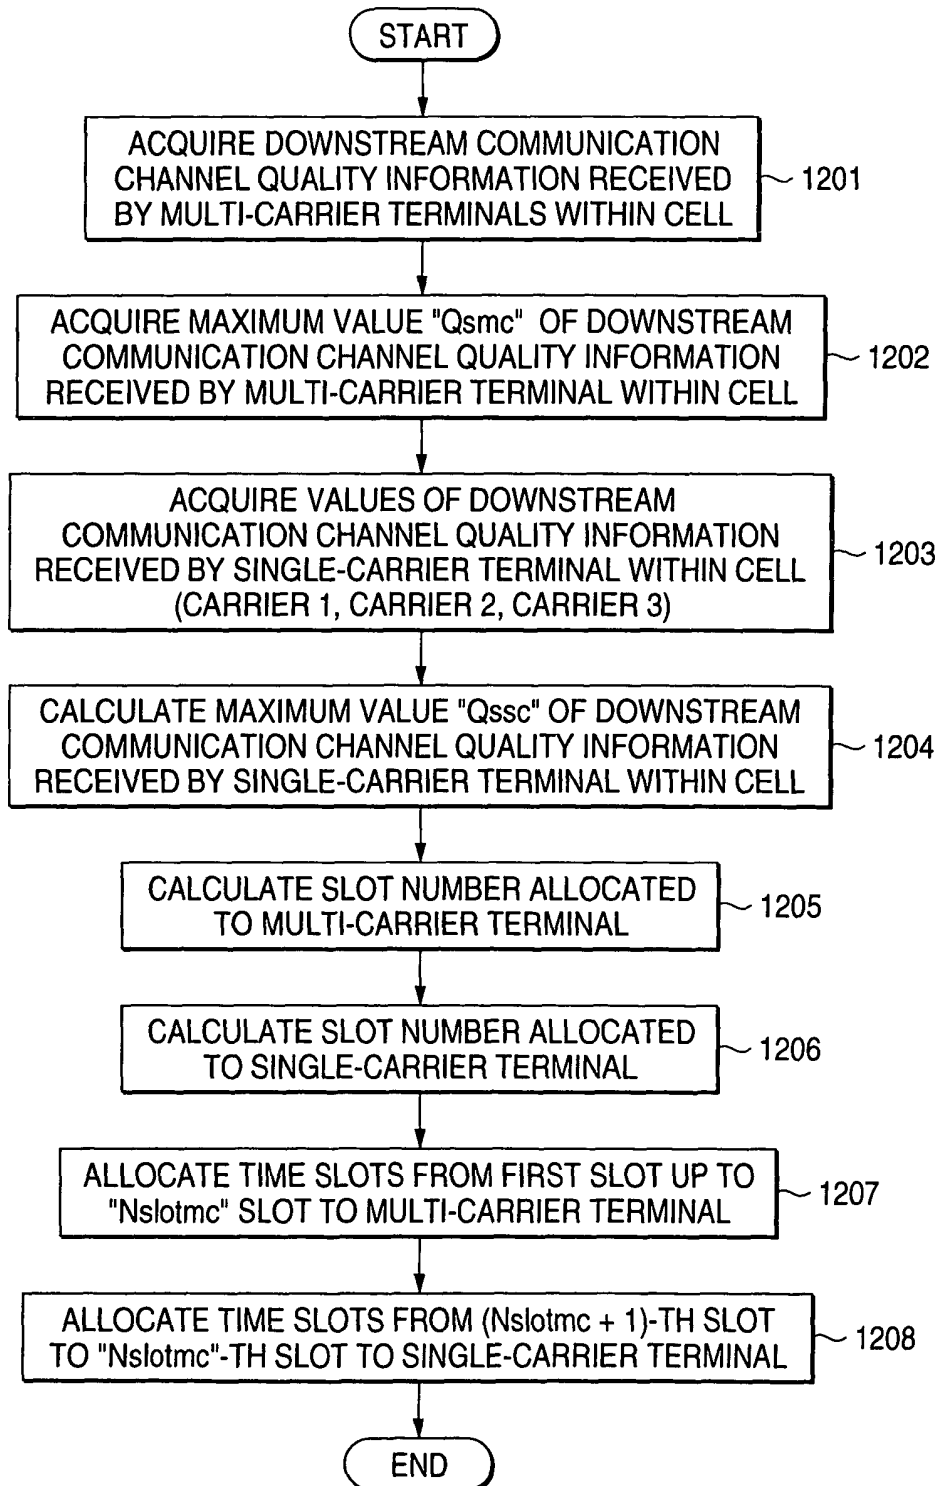 START
ACQUIRE DOWNSTREAM COMMUNICATION
CHANNEL QUALITY INFORMATION RECEIVED
BY MULTI-CARRIER TERMINALS WITHIN CELL
1201
ACQUIRE MAXIMUM VALUE "Qsmc" OF DOWNSTREAM
COMMUNICATION CHANNEL QUALITY INFORMATION
RECEIVED BY MULTI-CARRIER TERMINAL WITHIN CELL
1202
ACQUIRE VALUES OF DOWNSTREAM
COMMUNICATION CHANNEL QUALITY INFORMATION
RECEIVED BY SINGLE-CARRIER TERMINAL WITHIN CELL
(CARRIER 1, CARRIER 2, CARRIER 3)
1203
CALCULATE MAXIMUM VALUE "Qssc" OF DOWNSTREAM
COMMUNICATION CHANNEL QUALITY INFORMATION
RECEIVED BY SINGLE-CARRIER TERMINAL WITHIN CELL
1204
CALCULATE SLOT NUMBER ALLOCATED
TO MULTI-CARRIER TERMINAL
1205
CALCULATE SLOT NUMBER ALLOCATED
TO SINGLE-CARRIER TERMINAL
1206
ALLOCATE TIME SLOTS FROM FIRST SLOT UP TO
"Nslotmc" SLOT TO MULTI-CARRIER TERMINAL
1207
ALLOCATE TIME SLOTS FROM (Nslotmc + 1)-TH SLOT
TO "Nslotmc"-TH SLOT TO SINGLE-CARRIER TERMINAL
1208
END